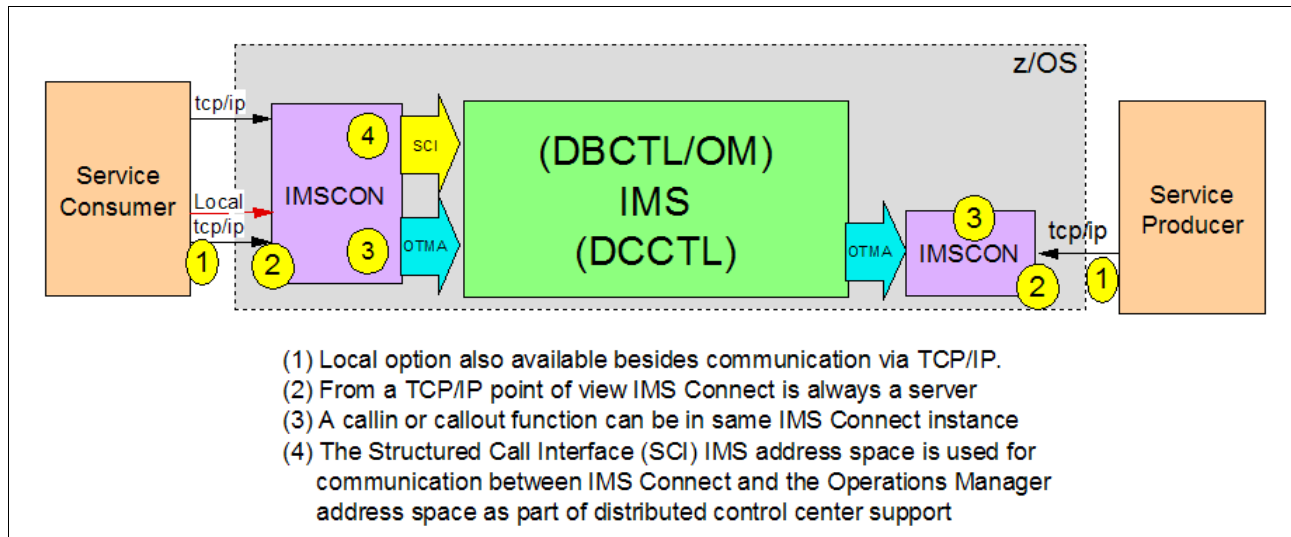 z/OS
Service
Consumer
tcp/ip
Local
tcp/ip
1
2
IMSCON
4
3
SCI
OTMA
(DBCTL/OM)
IMS
(DCCTL)
OTMA
3
IMSCON
2
tcp/ip
1
Service
Producer
(1) Local option also available besides communication via TCP/IP.
(2) From a TCP/IP point of view IMS Connect is always a server
(3) A callin or callout function can be in same IMS Connect instance
(4) The Structured Call Interface (SCI) IMS address space is used for
communication between IMS Connect and the Operations Manager
address space as part of distributed control center support